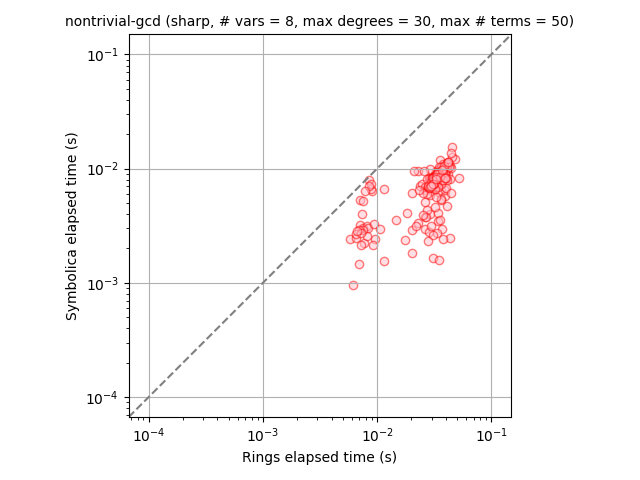 nontrivial-gcd (sharp, # vars = 8, max degrees = 30, max # terms = 50)
10⁻¹
10⁻²
10⁻³
10⁻⁴
Symbolica elapsed time (s)
10⁻⁴ 10⁻³ 10⁻² 10⁻¹
Rings elapsed time (s)